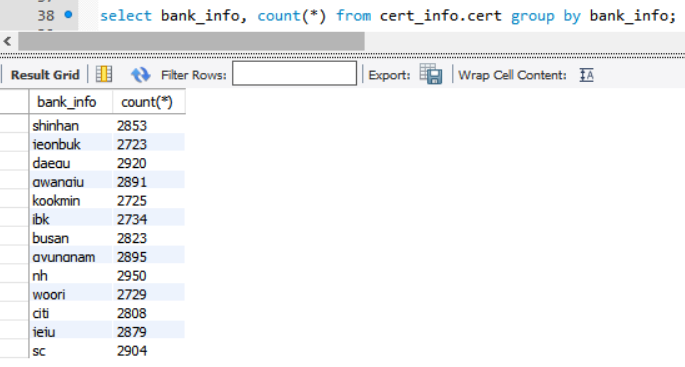 38 select bank_info, count(*) from cert_info.cert group by bank_info;
Result Grid Filter Rows: Export: Wrap Cell Content: IA
bank_info count(*)
shinhan 2853
jeonbuk 2723
daegu 2920
gwangju 2891
kookmin 2725
ibk 2734
busan 2823
gyungnam 2895
nh 2950
woori 2729
citi 2808
jeju 2879
sc 2904